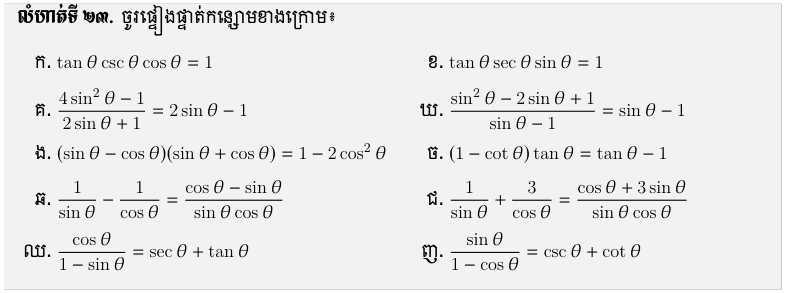 លំហាត់ទី ២៣. ចូរផ្ទៀងផ្ទាត់កន្សោមខាងក្រោម៖
ក. tan θ csc θ cos θ = 1 ខ. tan θ sec θ sin θ = 1
គ. (4 sin² θ − 1)/(2 sin θ + 1) = 2 sin θ − 1 ឃ. (sin² θ − 2 sin θ + 1)/(sin θ − 1) = sin θ − 1
ង. (sin θ − cos θ)(sin θ + cos θ) = 1 − 2 cos² θ ច. (1 − cot θ) tan θ = tan θ − 1
ឆ. 1/(sin θ) − 1/(cos θ) = (cos θ − sin θ)/(sin θ cos θ) ជ. 1/(sin θ) + 3/(cos θ) = (cos θ + 3 sin θ)/(sin θ cos θ)
ឈ. (cos θ)/(1 − sin θ) = sec θ + tan θ ញ. (sin θ)/(1 − cos θ) = csc θ + cot θ